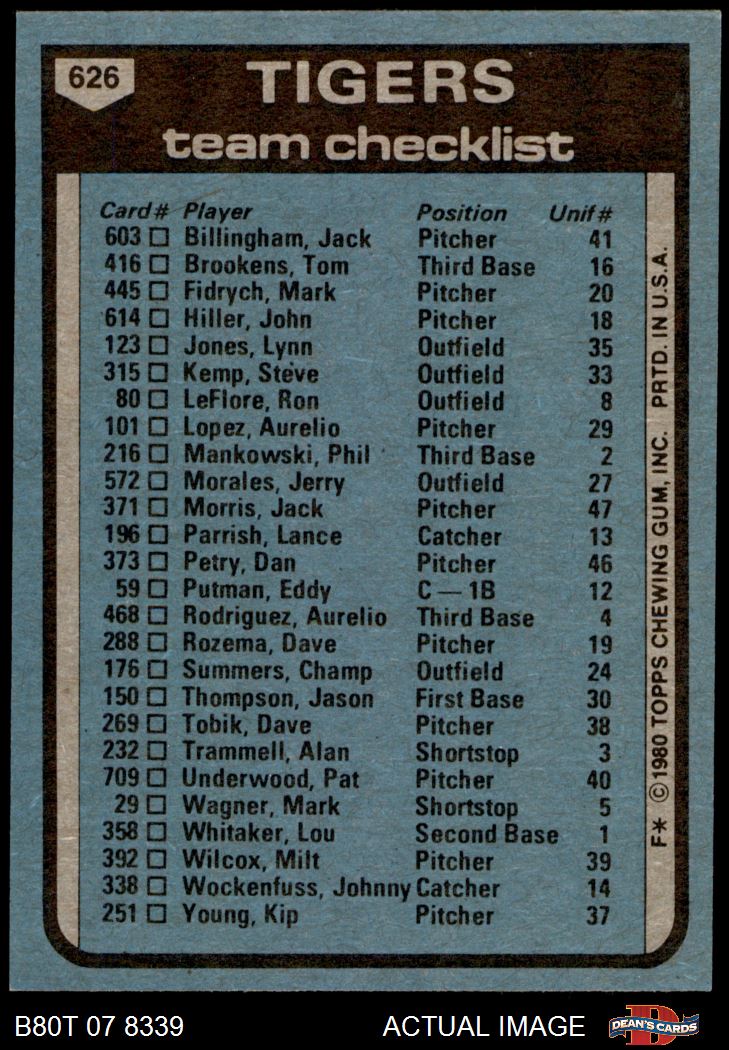 626
TIGERS
team checklist
Card# Player Position Unif#
603 Billingham, Jack Pitcher 41
416 Brookens, Tom Third Base 16
445 Fidrych, Mark Pitcher 20
614 Hiller, John Pitcher 18
123 Jones, Lynn Outfield 35
315 Kemp, Steve Outfield 33
80 LeFlore, Ron Outfield 8
101 Lopez, Aurelio Pitcher 29
216 Mankowski, Phil Third Base 2
572 Morales, Jerry Outfield 27
371 Morris, Jack Pitcher 47
196 Parrish, Lance Catcher 13
373 Petry, Dan Pitcher 46
59 Putman, Eddy C — 1B 12
468 Rodriguez, Aurelio Third Base 4
288 Rozema, Dave Pitcher 19
176 Summers, Champ Outfield 24
150 Thompson, Jason First Base 30
269 Tobik, Dave Pitcher 38
232 Trammell, Alan Shortstop 3
709 Underwood, Pat Pitcher 40
29 Wagner, Mark Shortstop 5
358 Whitaker, Lou Second Base 1
392 Wilcox, Milt Pitcher 39
338 Wockenfuss, Johnny Catcher 14
251 Young, Kip Pitcher 37
F* ©1980 TOPPS CHEWING GUM, INC. PRTD. IN U.S.A.
B80T 07 8339 ACTUAL IMAGE
D
DEAN'S CARDS